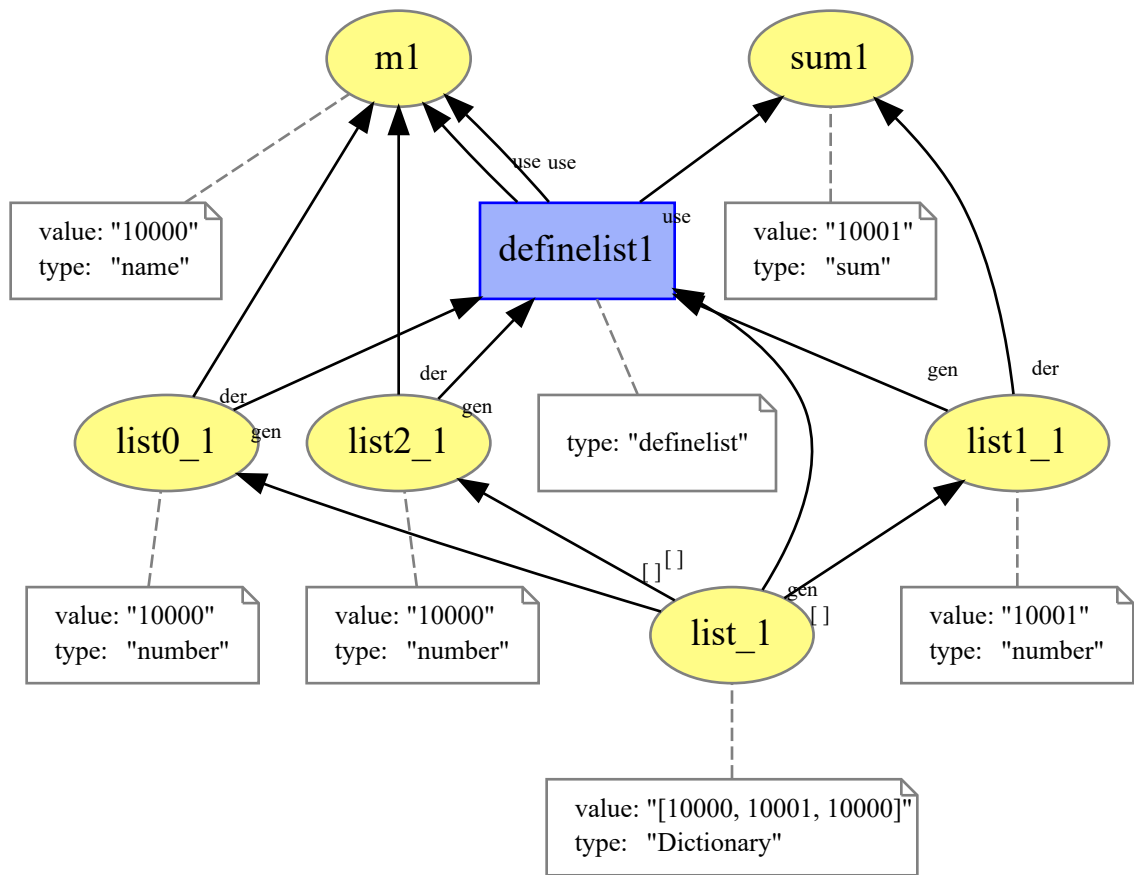 m1
sum1
use use
use
value: "10000"
type: "name"
definelist1
value: "10001"
type: "sum"
der
der
gen
der
gen
gen
list0_1
list2_1
type: "definelist"
list1_1
[ ]
[ ]
gen
[ ]
value: "10000"
type: "number"
value: "10000"
type: "number"
list_1
value: "10001"
type: "number"
value: "[10000, 10001, 10000]"
type: "Dictionary"